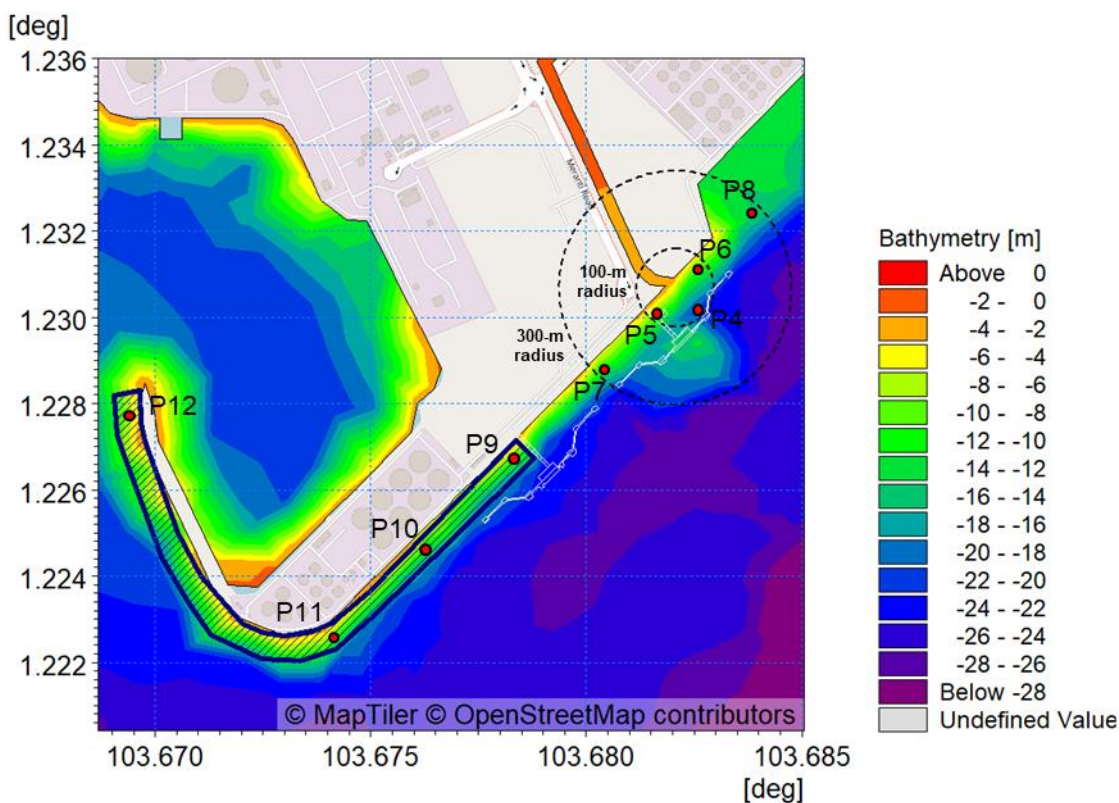 [deg]
1.236
1.234
1.232
1.230
1.228
1.226
1.224
1.222
103.670
103.675
103.680
103.685
[deg]
P8
P6
100-m
radius
P4
P5
300-m
radius
P7
P12
P9
P10
P11
© MapTiler © OpenStreetMap contributors
Bathymetry [m]
Above 0
-2 - 0
-4 - -2
-6 - -4
-8 - -6
-10 - -8
-12 - -10
-14 - -12
-16 - -14
-18 - -16
-20 - -18
-22 - -20
-24 - -22
-26 - -24
-28 - -26
Below -28
Undefined Value